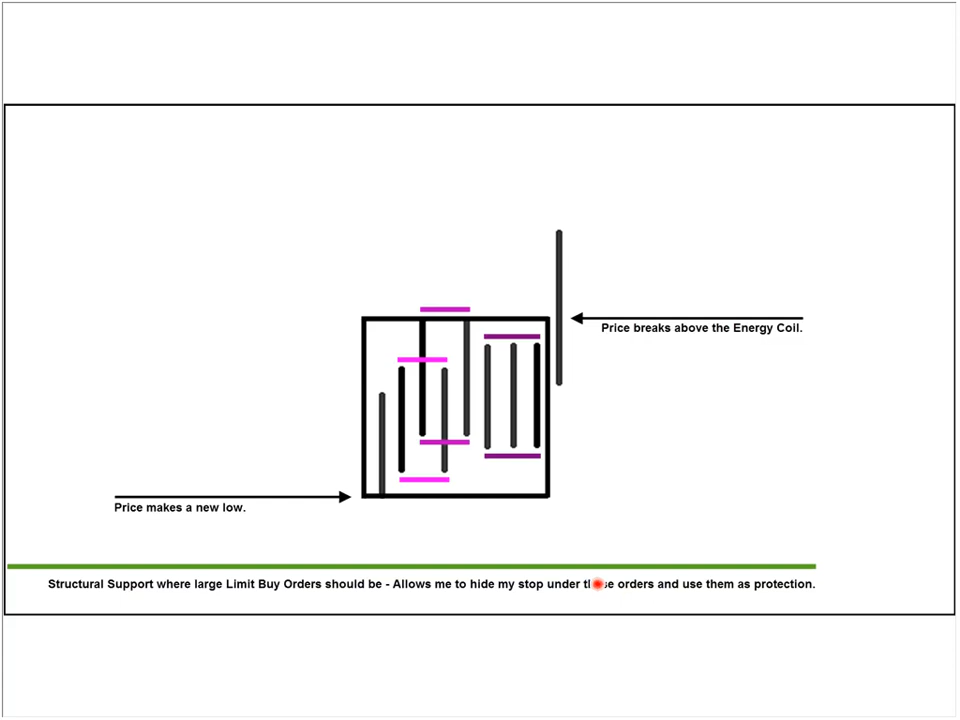 Price breaks above the Energy Coil.
Price makes a new low.
Structural Support where large Limit Buy Orders should be - Allows me to hide my stop under orders and use them as protection.